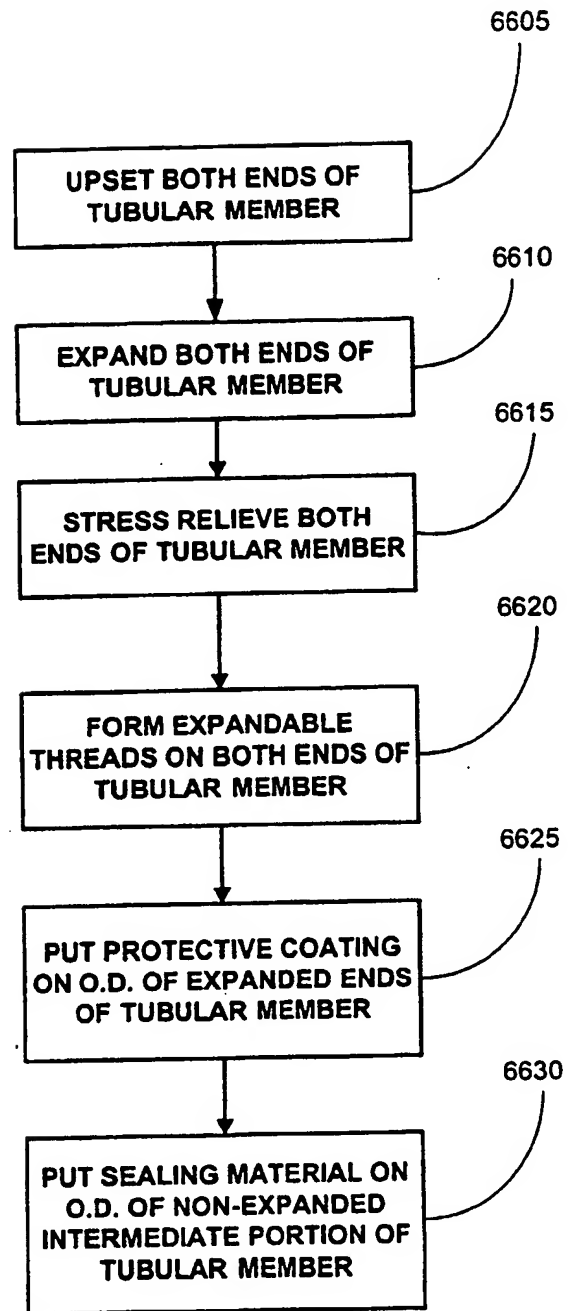 6605
UPSET BOTH ENDS OF
TUBULAR MEMBER
6610
EXPAND BOTH ENDS OF
TUBULAR MEMBER
6615
STRESS RELIEVE BOTH
ENDS OF TUBULAR MEMBER
6620
FORM EXPANDABLE
THREADS ON BOTH ENDS OF
TUBULAR MEMBER
6625
PUT PROTECTIVE COATING
ON O.D. OF EXPANDED ENDS
OF TUBULAR MEMBER
6630
PUT SEALING MATERIAL ON
O.D. OF NON-EXPANDED
INTERMEDIATE PORTION OF
TUBULAR MEMBER